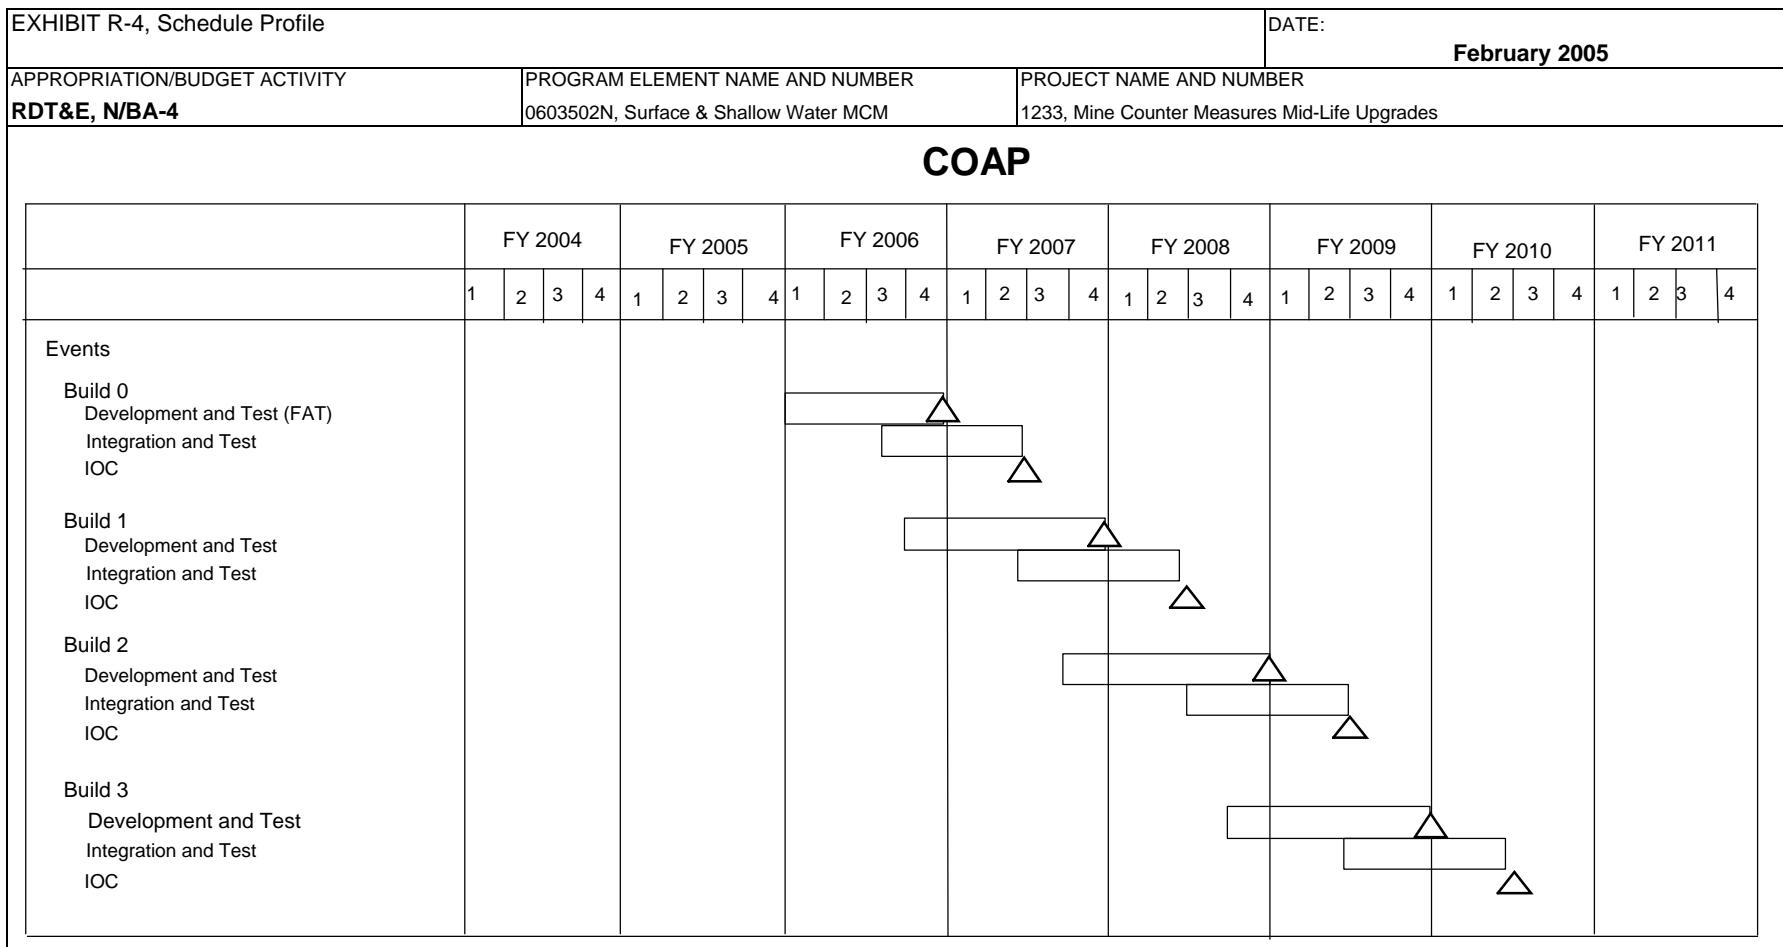 EXHIBIT R-4, Schedule Profile DATE:
February 2005
APPROPRIATION/BUDGET ACTIVITY PROGRAM ELEMENT NAME AND NUMBER PROJECT NAME AND NUMBER
RDT&E, N/BA-4 0603502N, Surface & Shallow Water MCM 1233, Mine Counter Measures Mid-Life Upgrades
COAP
FY 2004 FY 2005 FY 2006 FY 2007 FY 2008 FY 2009 FY 2010 FY 2011
1 2 3 4 1 2 3 4 1 2 3 4 1 2 3 4 1 2 3 4 1 2 3 4 1 2 3 4 1 2 3 4
Events
Build 0
Development and Test (FAT)
Integration and Test
IOC
Build 1
Development and Test
Integration and Test
IOC
Build 2
Development and Test
Integration and Test
IOC
Build 3
Development and Test
Integration and Test
IOC